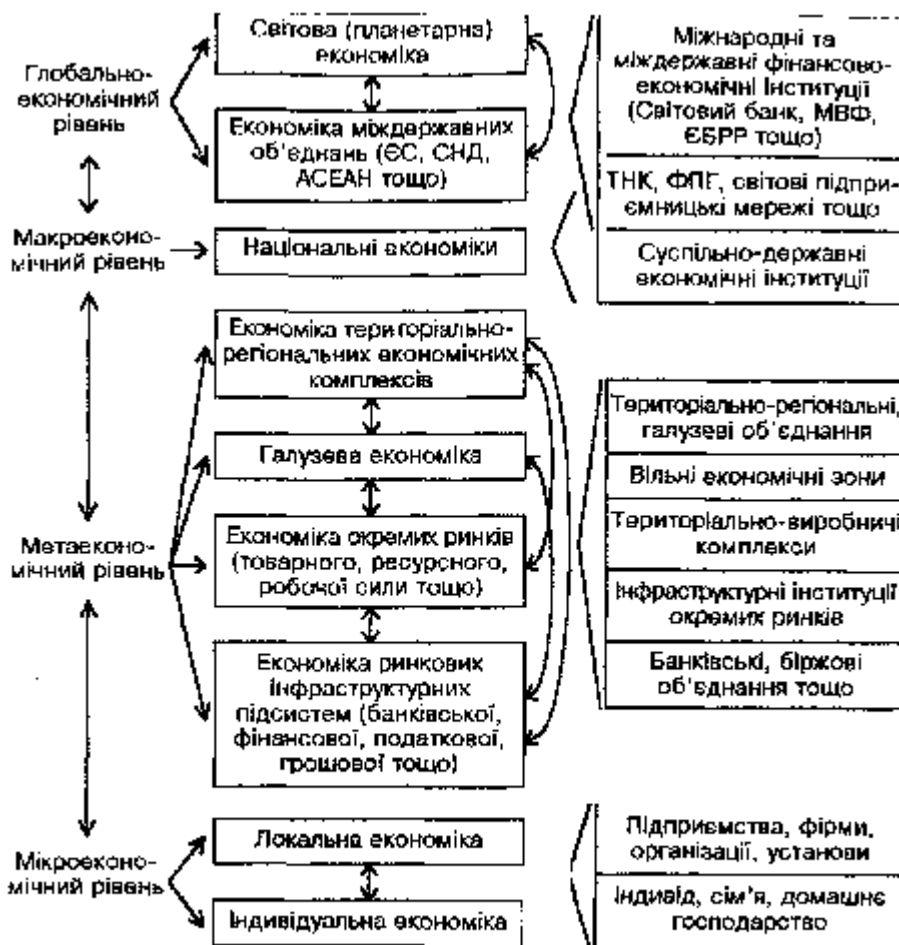 Глобально-
економічний
рівень
Макроеконо-
мічний рівень
Метаеконо-
мічний рівень
Мікроеконо-
мічний рівень
Світова (планетарна)
економіка
Економіка міждержавних
об’єднань (ЄС, СНД,
АСЕАН тощо)
Національні економіки
Економіка територіально-
регіональних економічних
комплексів
Галузева економіка
Економіка окремих ринків
(товарного, ресурсного,
робочої сили тощо)
Економіка ринкових
інфраструктурних
підсистем (банківської,
фінансової, податкової,
грошової тощо)
Локальна економіка
Індивідуальна економіка
Міжнародні та
міждержавні фінансово-
економічні інституції
(Світовий банк, МВФ,
ЄБРР тощо)
ТНК, ФПГ, світові підпри-
ємницькі мережі тощо
Суспільно-державні
економічні інституції
Територіально-регіональні,
галузеві об’єднання
Вільні економічні зони
Територіально-виробничі
комплекси
Інфраструктурні інституції
окремих ринків
Банківські, біржові
об’єднання тощо
Підприємства, фірми,
організації, установи
Індивід, сім’я, домашнє
господарство